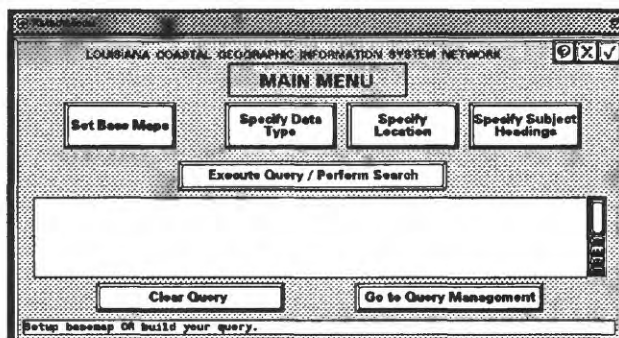 LOUISIANA COASTAL GEOGRAPHIC INFORMATION SYSTEM NETWORK
? X √
MAIN MENU
Set Base Maps
Specify Data
Type
Specify
Location
Specify Subject
Headings
Execute Query / Perform Search
Clear Query
Go to Query Management
Setup basemap OR build your query.